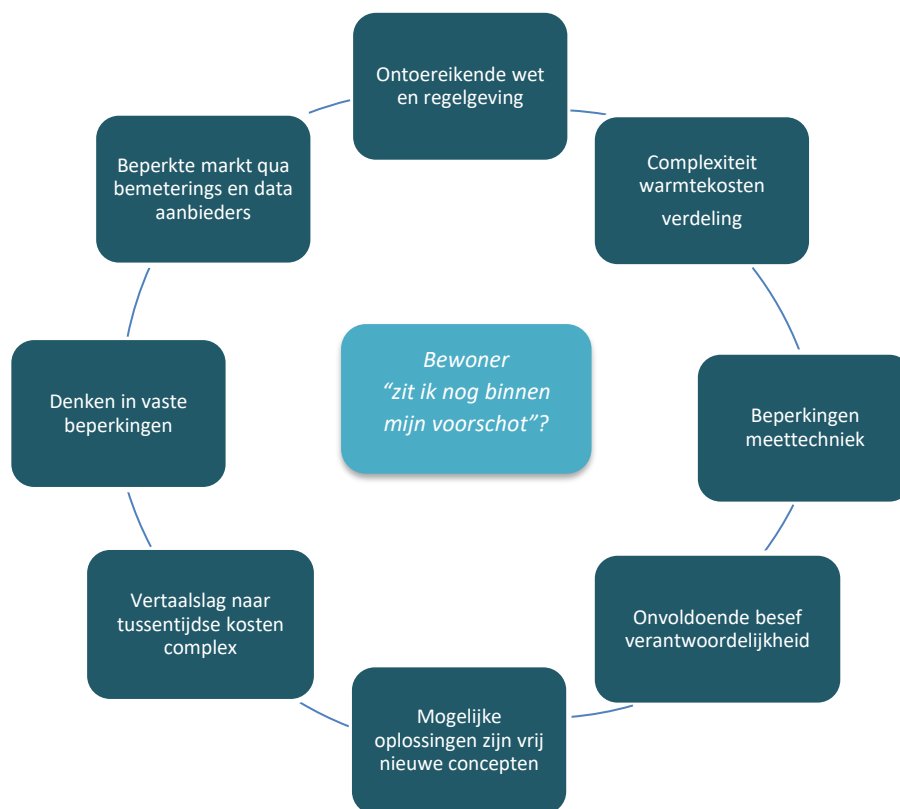 Ontoereikende wet
en regelgeving
Complexiteit
warmtekosten
verdeling
Beperkingen
meettechniek
Onvoldoende besef
verantwoordelijkheid
Mogelijke
oplossingen zijn vrij
nieuwe concepten
Vertaalslag naar
tussentijdse kosten
complex
Denken in vaste
beperkingen
Beperkte markt qua
bemeterings en data
aanbieders
Bewoner
“zit ik nog binnen
mijn voorschot”?